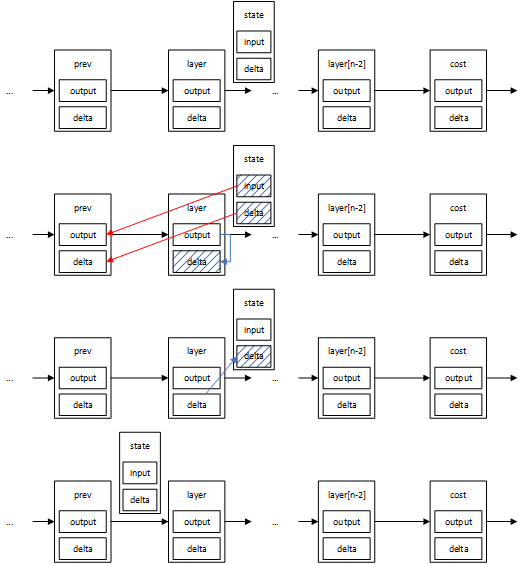 state
input
delta
prev
layer
layer[n-2]
cost
...
output
output
...
output
output
delta
delta
delta
delta
state
input
delta
prev
layer
layer[n-2]
cost
...
output
output
...
output
output
delta
delta
delta
delta
state
input
delta
prev
layer
layer[n-2]
cost
...
output
output
...
output
output
delta
delta
delta
delta
state
input
delta
prev
layer
layer[n-2]
cost
...
output
output
...
output
output
delta
delta
delta
delta